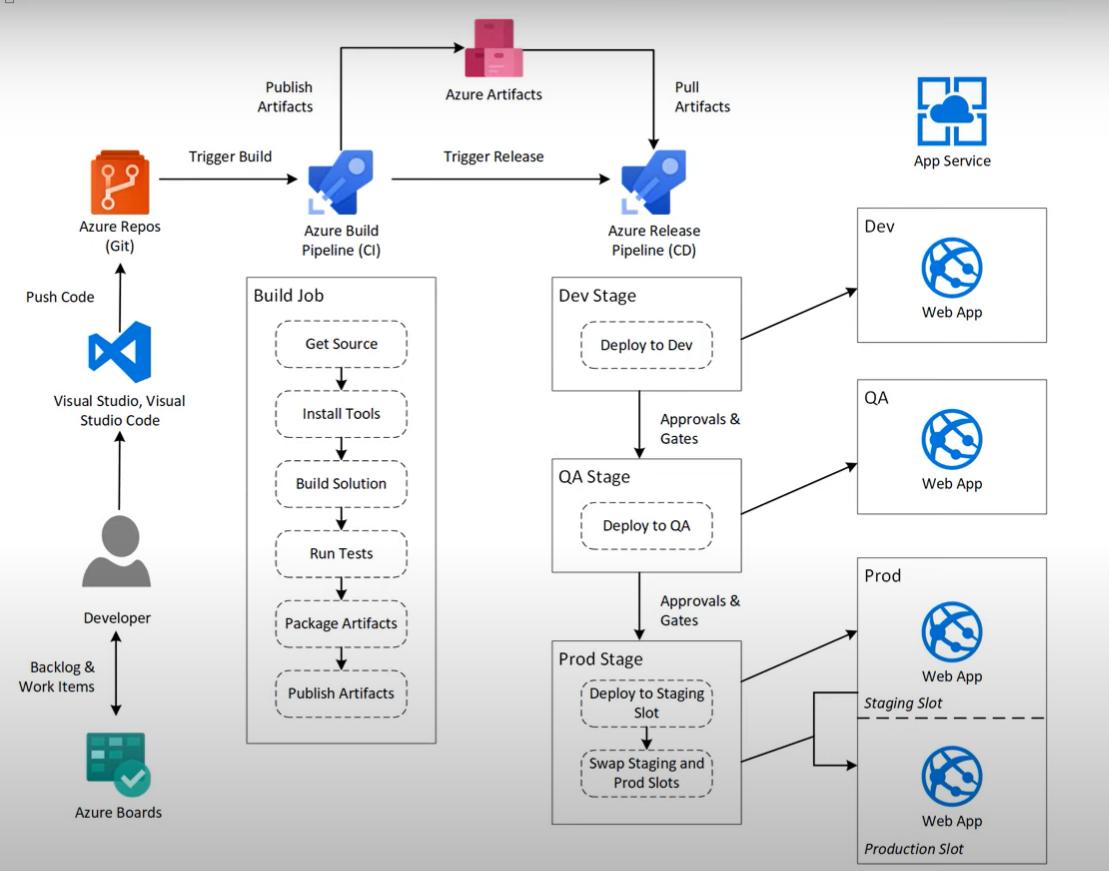 Azure Artifacts
Publish
Artifacts
Pull
Artifacts
App Service
Trigger Build
Trigger Release
Azure Repos
(Git)
Azure Build
Pipeline (CI)
Azure Release
Pipeline (CD)
Push Code
Visual Studio, Visual
Studio Code
Developer
Backlog &
Work Items
Azure Boards
Build Job
Get Source
Install Tools
Build Solution
Run Tests
Package Artifacts
Publish Artifacts
Dev Stage
Deploy to Dev
Approvals &
Gates
QA Stage
Deploy to QA
Approvals &
Gates
Prod Stage
Deploy to Staging
Slot
Swap Staging and
Prod Slots
Dev
Web App
QA
Web App
Prod
Web App
Staging Slot
Web App
Production Slot